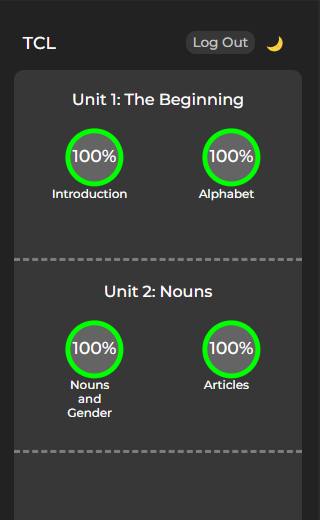 TCL Log Out
Unit 1: The Beginning
100% 100%
Introduction Alphabet
Unit 2: Nouns
100% 100%
Nouns Articles
and
Gender